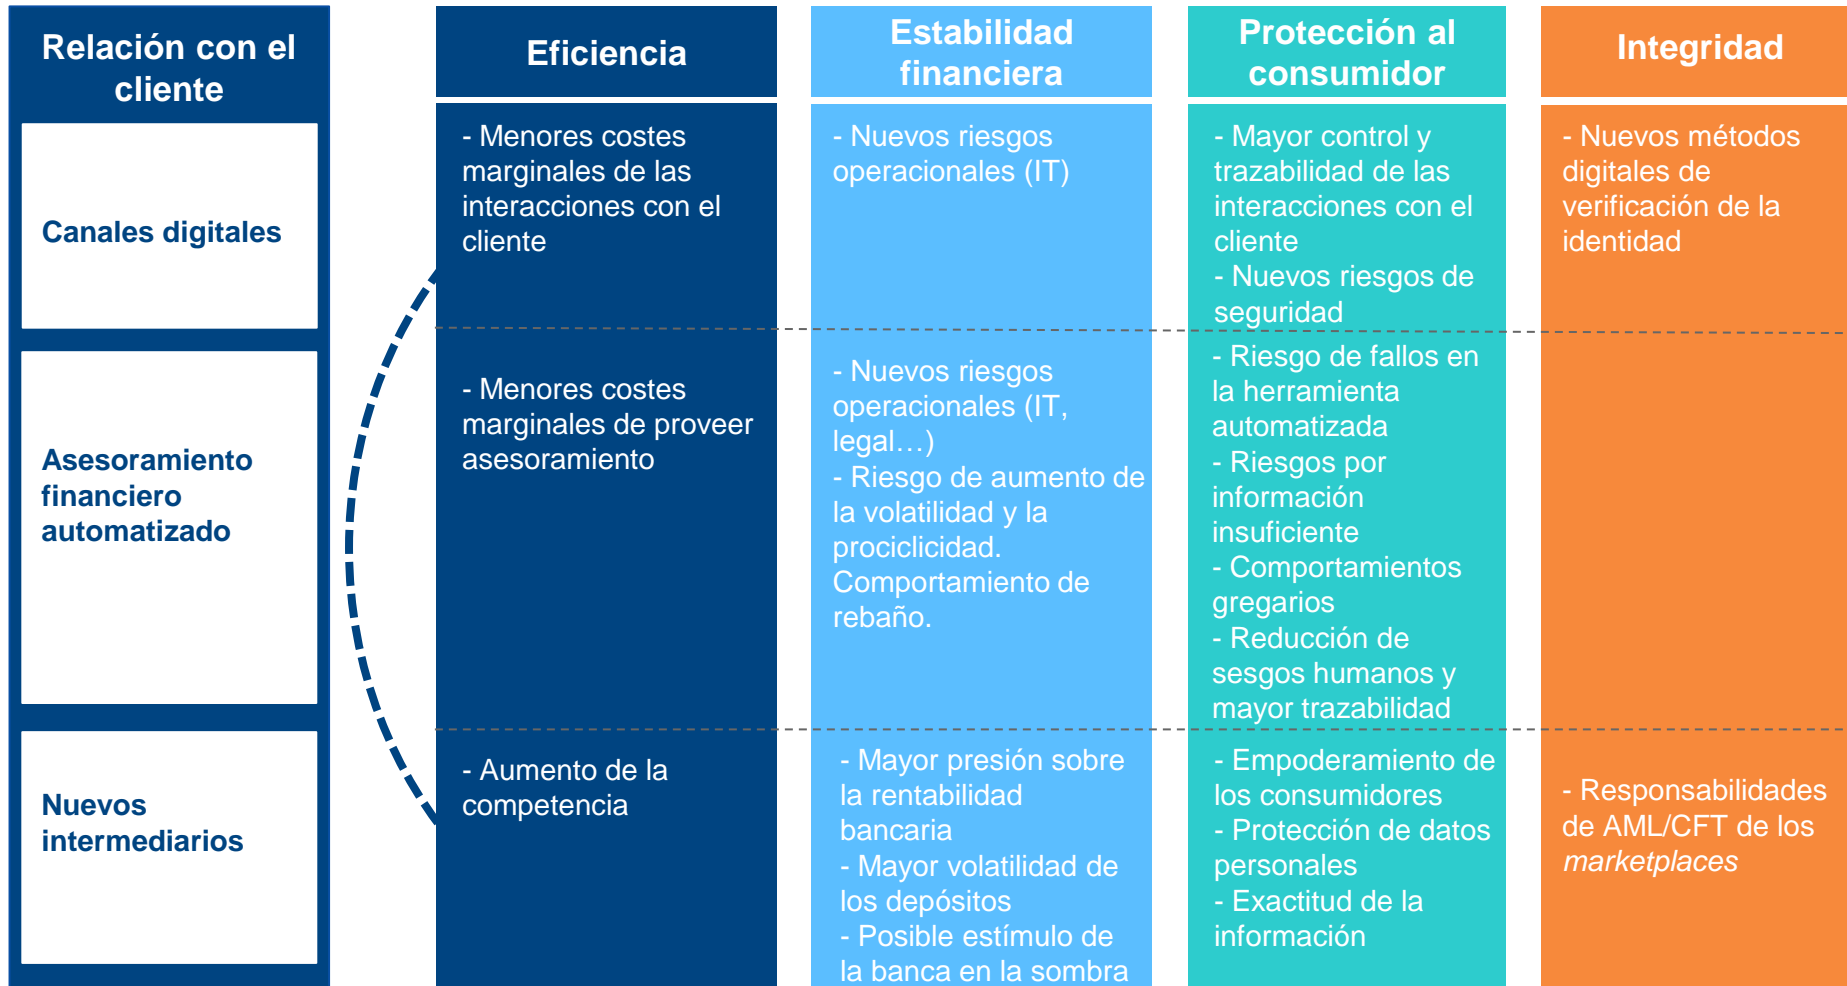 Relación con el
cliente
Eficiencia
Estabilidad
financiera
Protección al
consumidor
Integridad
Canales digitales
- Menores costes
marginales de las
interacciones con el
cliente
- Nuevos riesgos
operacionales (IT)
- Mayor control y
trazabilidad de las
interacciones con el
cliente
- Nuevos riesgos de
seguridad
- Nuevos métodos
digitales de
verificación de la
identidad
Asesoramiento
financiero
automatizado
- Menores costes
marginales de proveer
asesoramiento
- Nuevos riesgos
operacionales (IT,
legal…)
- Riesgo de aumento de
la volatilidad y la
prociclicidad.
Comportamiento de
rebaño.
- Riesgo de fallos en
la herramienta
automatizada
- Riesgos por
información
insuficiente
- Comportamientos
gregarios
- Reducción de
sesgos humanos y
mayor trazabilidad
Nuevos
intermediarios
- Aumento de la
competencia
- Mayor presión sobre
la rentabilidad
bancaria
- Mayor volatilidad de
los depósitos
- Posible estímulo de
la banca en la sombra
- Empoderamiento de
los consumidores
- Protección de datos
personales
- Exactitud de la
información
- Responsabilidades
de AML/CFT de los
marketplaces